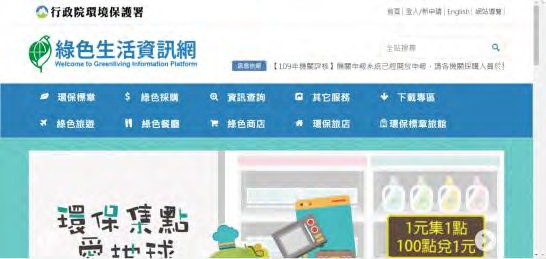 行政院環境保護署
首頁 | 登入/新申請 | English | 網站導覽 |
綠色生活資訊網
Welcome to Greenliving Information Platform
全站搜尋
【109年機關評核】機關申報系統已經開放申報，請各機關採購人員於
環保標章 $ 綠色採購 資訊查詢 其它服務 下載專區
綠色旅遊 綠色餐廳 綠色商店 環保旅店 環保標章旅館
環保集點
愛地球
1元集1點
100點兌1元